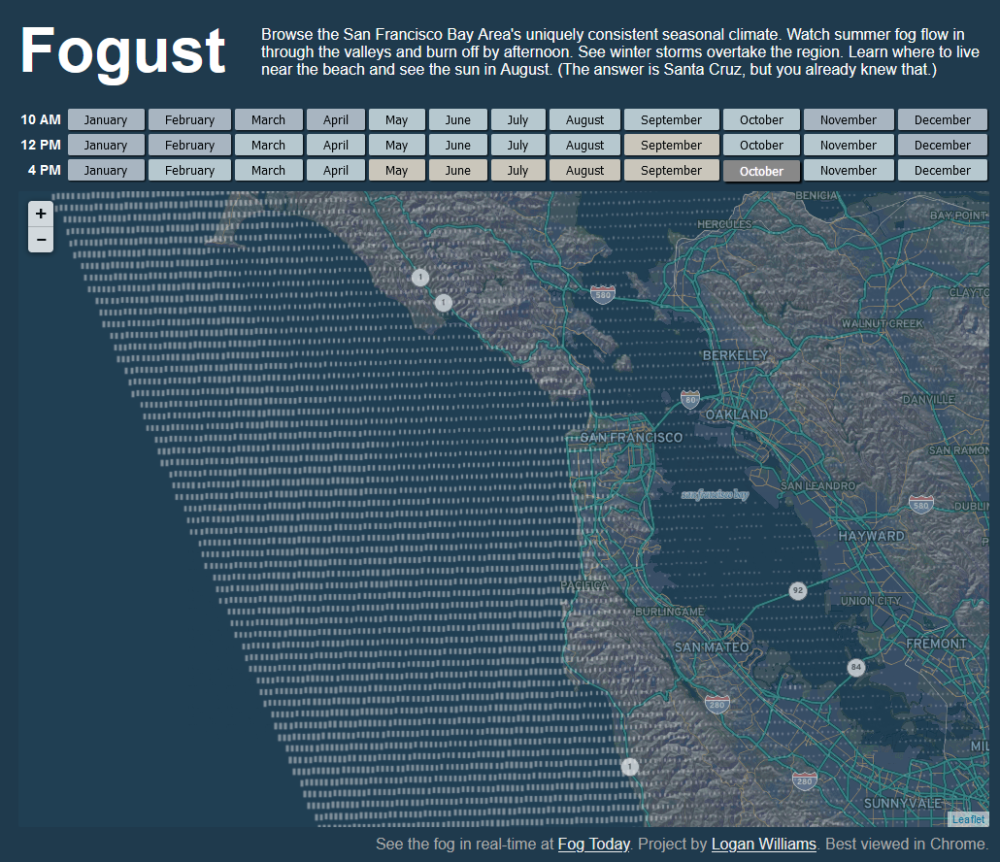 Fogust
Browse the San Francisco Bay Area's uniquely consistent seasonal climate. Watch summer fog flow in
through the valleys and burn off by afternoon. See winter storms overtake the region. Learn where to live
near the beach and see the sun in August. (The answer is Santa Cruz, but you already knew that.)
10 AM January February March April May June July August September October November December
12 PM January February March April May June July August September October November December
4 PM January February March April May June July August September October November December
BENICIA
+
−
BAY POINT
HERCULES
1
580
CLAYTO
1
WALNUT CREEK
BERKELEY
80
DANVILLE
OAKLAND
SAN FRANCISCO
SAN RAMON
SAN LEANDRO
san francisco bay
580
DUBLIN
HAYWARD
PACIFICA
92
UNION CITY
BURLINGAME
SAN MATEO
FREMONT
84
280
MIL
1
280
SUNNYVALE
Leaflet
See the fog in real-time at Fog Today. Project by Logan Williams. Best viewed in Chrome.